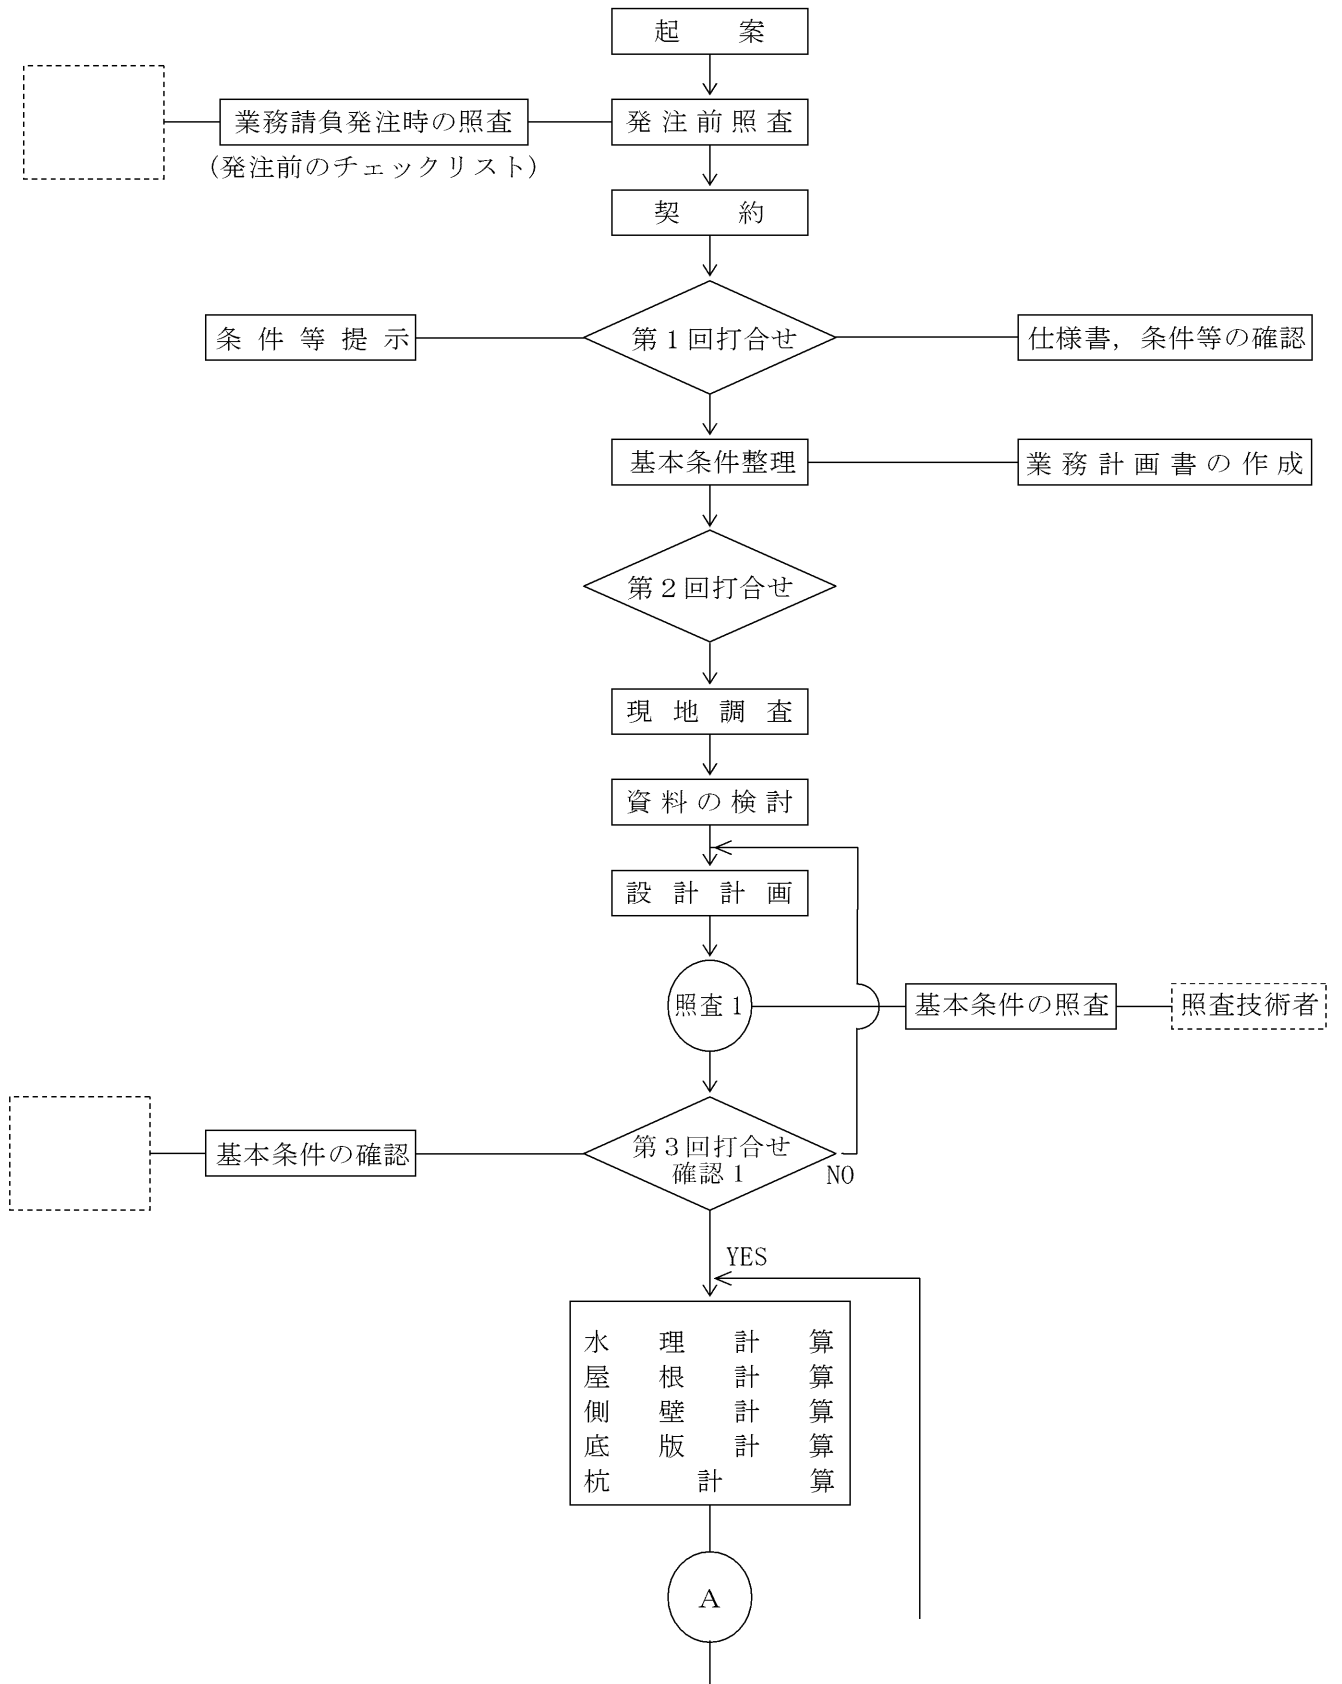 起案
業務請負発注時の照査
発注前照査
(発注前のチェックリスト)
契約
条件等提示
第１回打合せ
仕様書，条件等の確認
基本条件整理
業務計画書の作成
第２回打合せ
現地調査
資料の検討
設計計画
照査１
基本条件の照査
照査技術者
基本条件の確認
第３回打合せ
確認１
NO
YES
水理計算
屋根計算
側壁計算
底版計算
杭計算
A